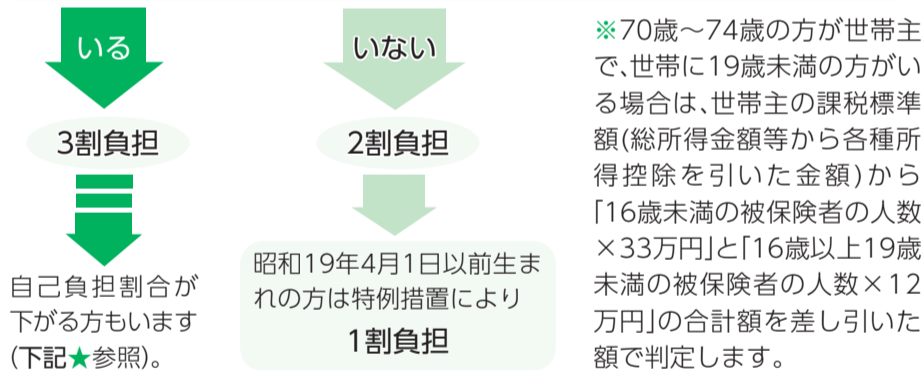 いる
3割負担
自己負担割合が
下がる方もいます
(下記★参照)。
いない
2割負担
昭和19年4月1日以前生ま
れの方は特例措置により
1割負担
※70歳～74歳の方が世帯主
で、世帯に19歳未満の方がい
る場合は、世帯主の課税標準
額(総所得金額等から各種所
得控除を引いた金額)から
「16歳未満の被保険者の人数
×33万円」と「16歳以上19歳
未満の被保険者の人数×12
万円」の合計額を差し引いた
額で判定します。